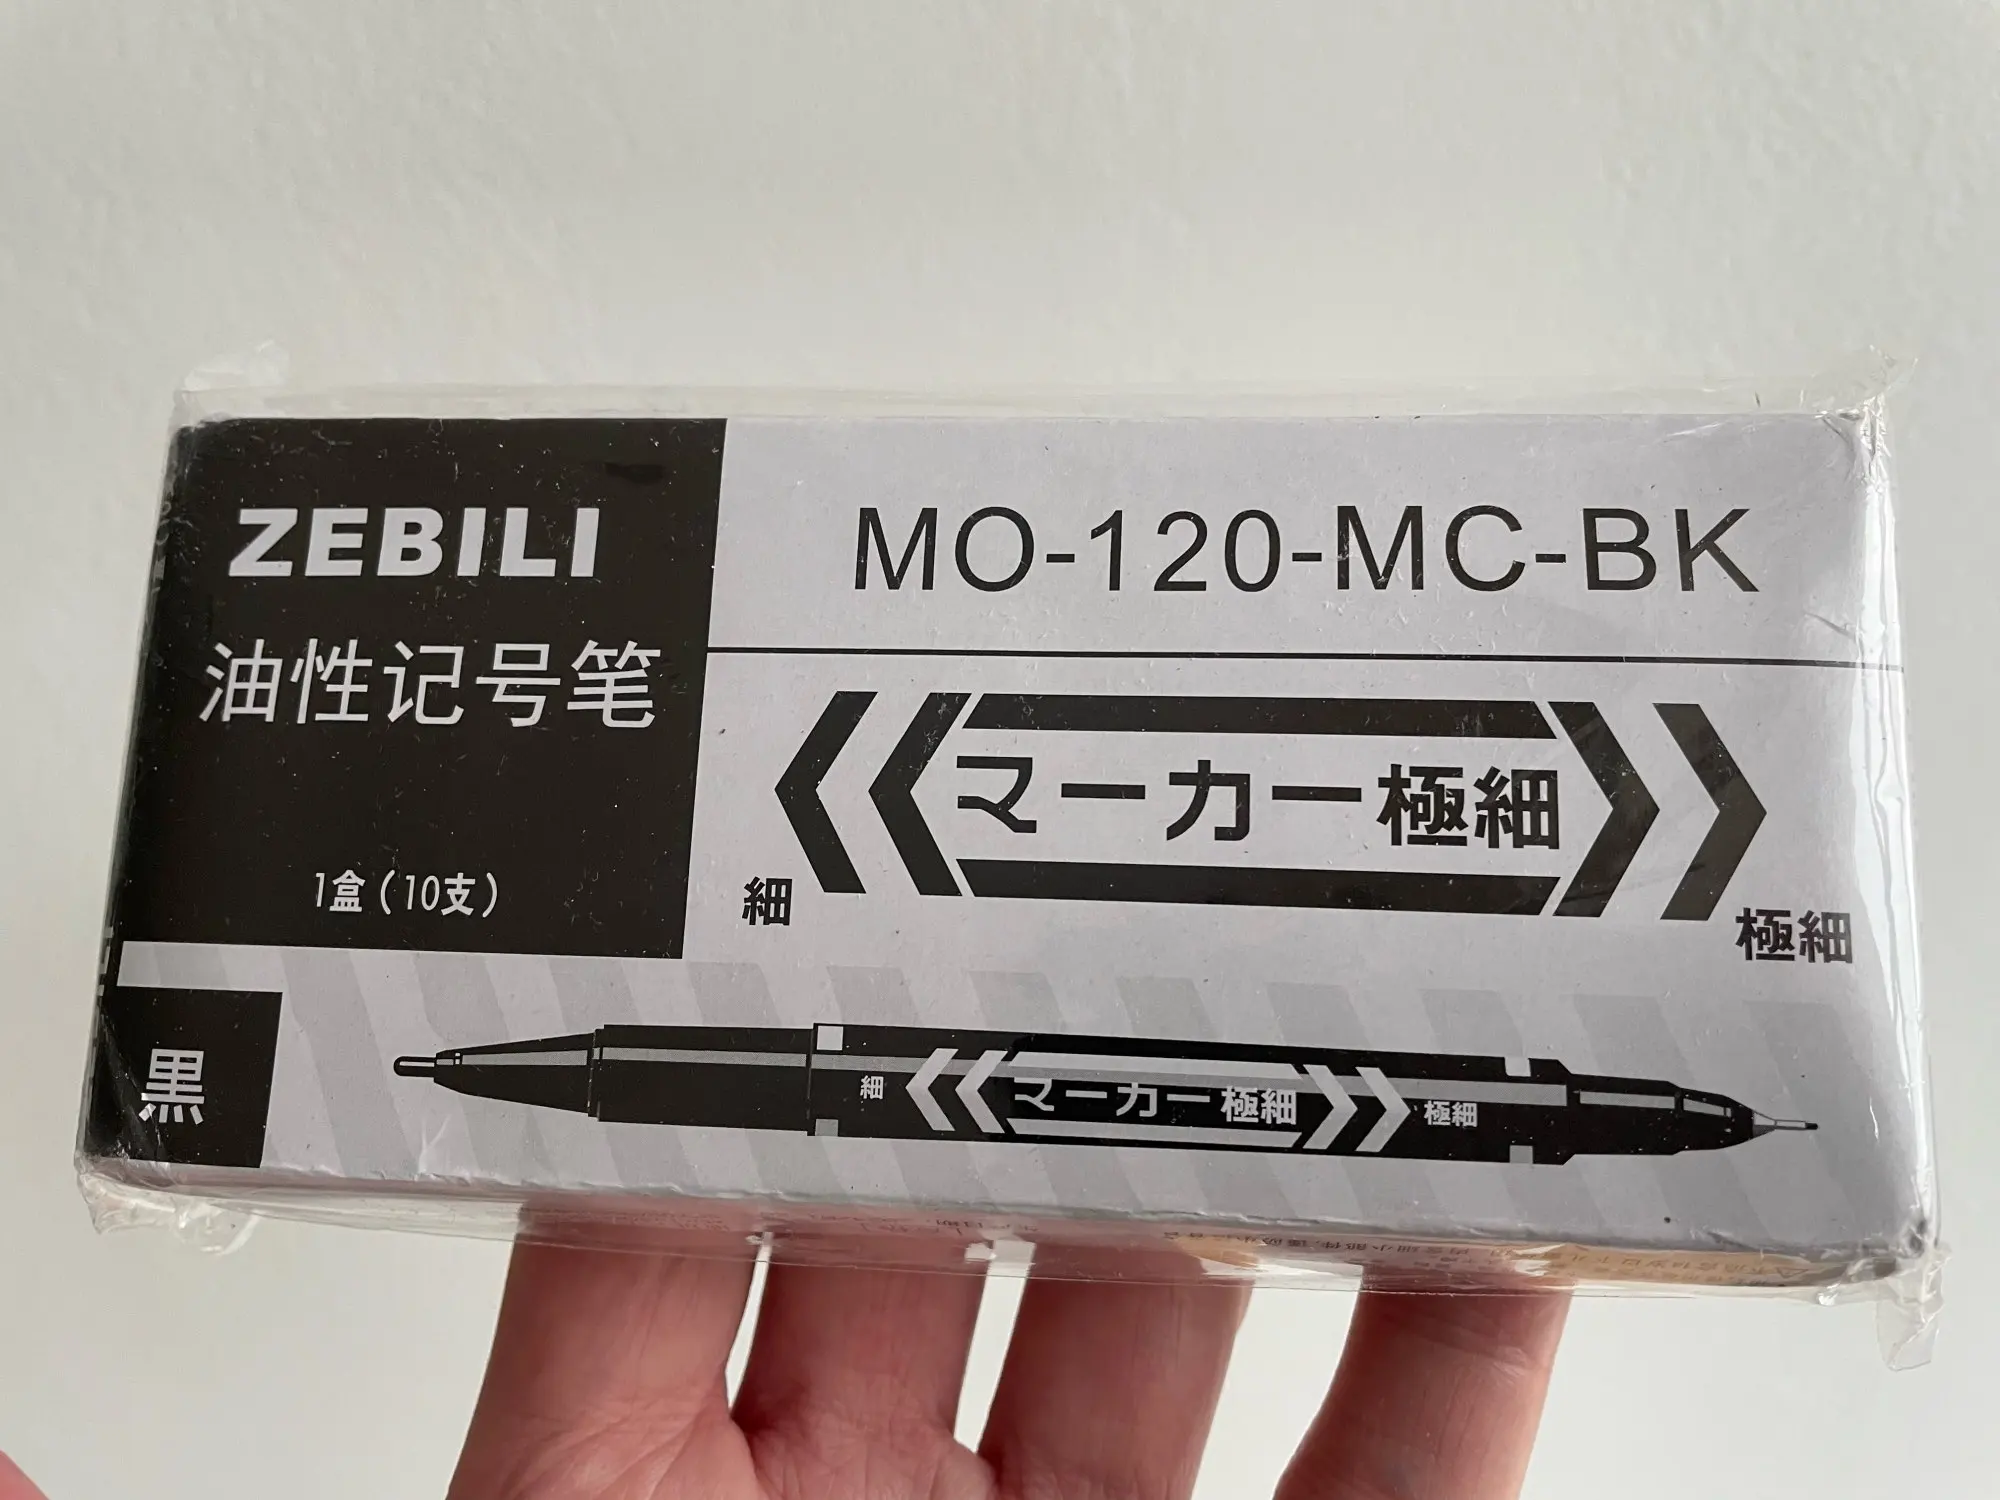 ZEBILI
油性记号笔
1盒(10支)
MO-120-MC-BK
マーカー極細
細
極細
黒
細
マーカー極細
極細